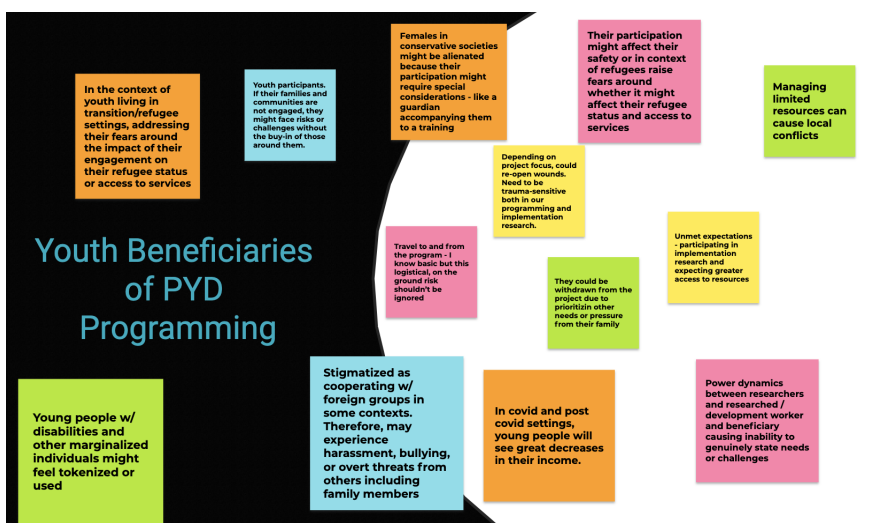 In the context of
youth living in
transition/refugee
settings, addressing
their fears around
the impact of their
engagement on
their refugee status
or access to services
Youth participants.
If their families and
communities are
not engaged, they
might face risks or
challenges without
the buy-in of those
around them.
Females in
conservative societies
might be alienated
because their
participation might
require special
considerations - like a
guardian
accompanying them
to a training
Their participation
might affect their
safety or in context
of refugees raise
fears around
whether it might
affect their refugee
status and access to
services
Managing
limited
resources can
cause local
conflicts
Depending on
project focus, could
re-open wounds.
Need to be
trauma-sensitive
both in our
programming and
implementation
research.
Youth Beneficiaries
of PYD
Programming
Travel to and from
the program - I
know basic but this
logistical, on the
ground risk
shouldn't be
ignored
They could be
withdrawn from the
project due to
prioritizin other
needs or pressure
from their family
Unmet expectations
- participating in
implementation
research and
expecting greater
access to resources
Young people w/
disabilities and
other marginalized
individuals might
feel tokenized or
used
Stigmatized as
cooperating w/
foreign groups in
some contexts.
Therefore, may
experience
harassment, bullying,
or overt threats from
others including
family members
In covid and post
covid settings,
young people will
see great decreases
in their income.
Power dynamics
between researchers
and researched /
development worker
and beneficiary
causing inability to
genuinely state needs
or challenges